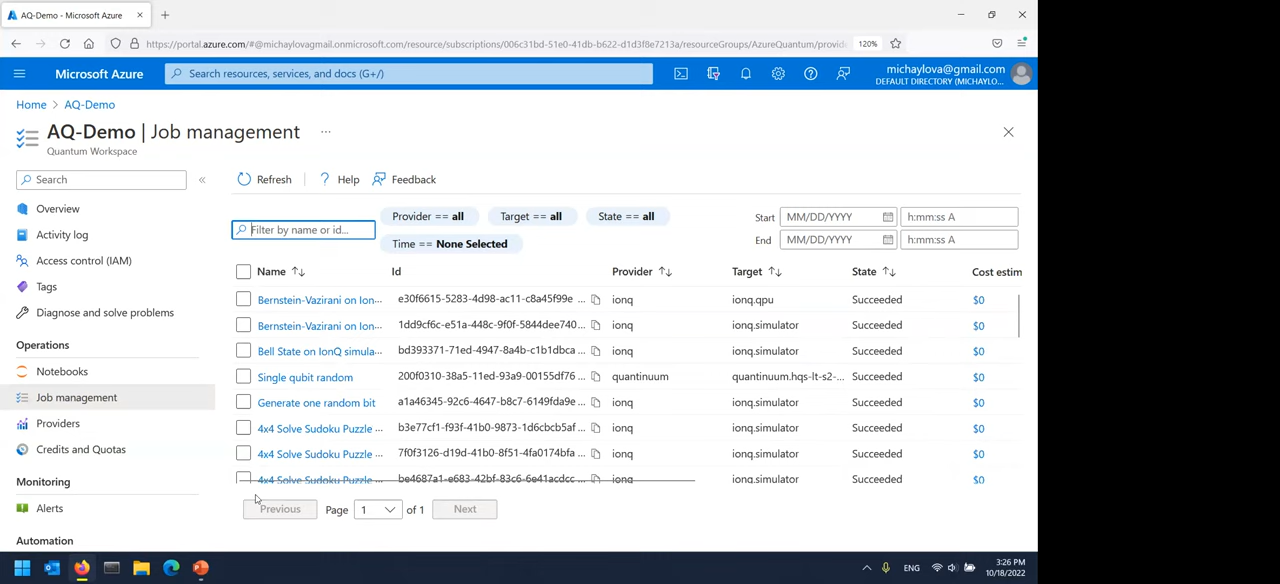 AQ-Demo - Microsoft Azure
https://portal.azure.com/#@michaylovagmail.onmicrosoft.com/resource/subscriptions/006c31bd-51e0-41db-b622-d1d3f8e7213a/resourceGroups/AzureQuantum/provid
120%
Microsoft Azure
Search resources, services, and docs (G+/)
michaylova@gmail.com
DEFAULT DIRECTORY (MICHAYLO...
Home > AQ-Demo
AQ-Demo | Job management ...
Quantum Workspace
Search
«
Overview
Activity log
Access control (IAM)
Tags
Diagnose and solve problems
Operations
Notebooks
Job management
Providers
Credits and Quotas
Monitoring
Alerts
Automation
Refresh
Help
Feedback
Filter by name or id...
Provider == all
Target == all
State == all
Time == None Selected
Start MM/DD/YYYY h:mm:ss A
End MM/DD/YYYY h:mm:ss A
Name Id Provider Target State Cost estim
Bernstein-Vazirani on Ion... e30f6615-5283-4d98-ac11-c8a45f99e ... ionq ionq.qpu Succeeded $0
Bernstein-Vazirani on Ion... 1dd9cf6c-e51a-448c-9f0f-5844dee740... ionq ionq.simulator Succeeded $0
Bell State on IonQ simula... bd393371-71ed-4947-8a4b-c1b1dbca ... ionq ionq.simulator Succeeded $0
Single qubit random 200f0310-38a5-11ed-93a9-00155df76 ... quantinuum quantinuum.hqs-lt-s2-... Succeeded $0
Generate one random bit a1a46345-92c6-4647-b8c7-6149fda9e ... ionq ionq.simulator Succeeded $0
4x4 Solve Sudoku Puzzle ... b3e77cf1-f93f-41b0-9873-1d6cbcb5af ... ionq ionq.simulator Succeeded $0
4x4 Solve Sudoku Puzzle ... 7f0f3126-d19d-41b0-8f51-4fa0174bfa ... ionq ionq.simulator Succeeded $0
4x4 Solve Sudoku Puzzle ... be4687a1-e683-42bf-83c6-6e41acdcc ... ionq ionq.simulator Succeeded $0
Previous Page 1 of 1 Next
ENG
3:26 PM
10/18/2022